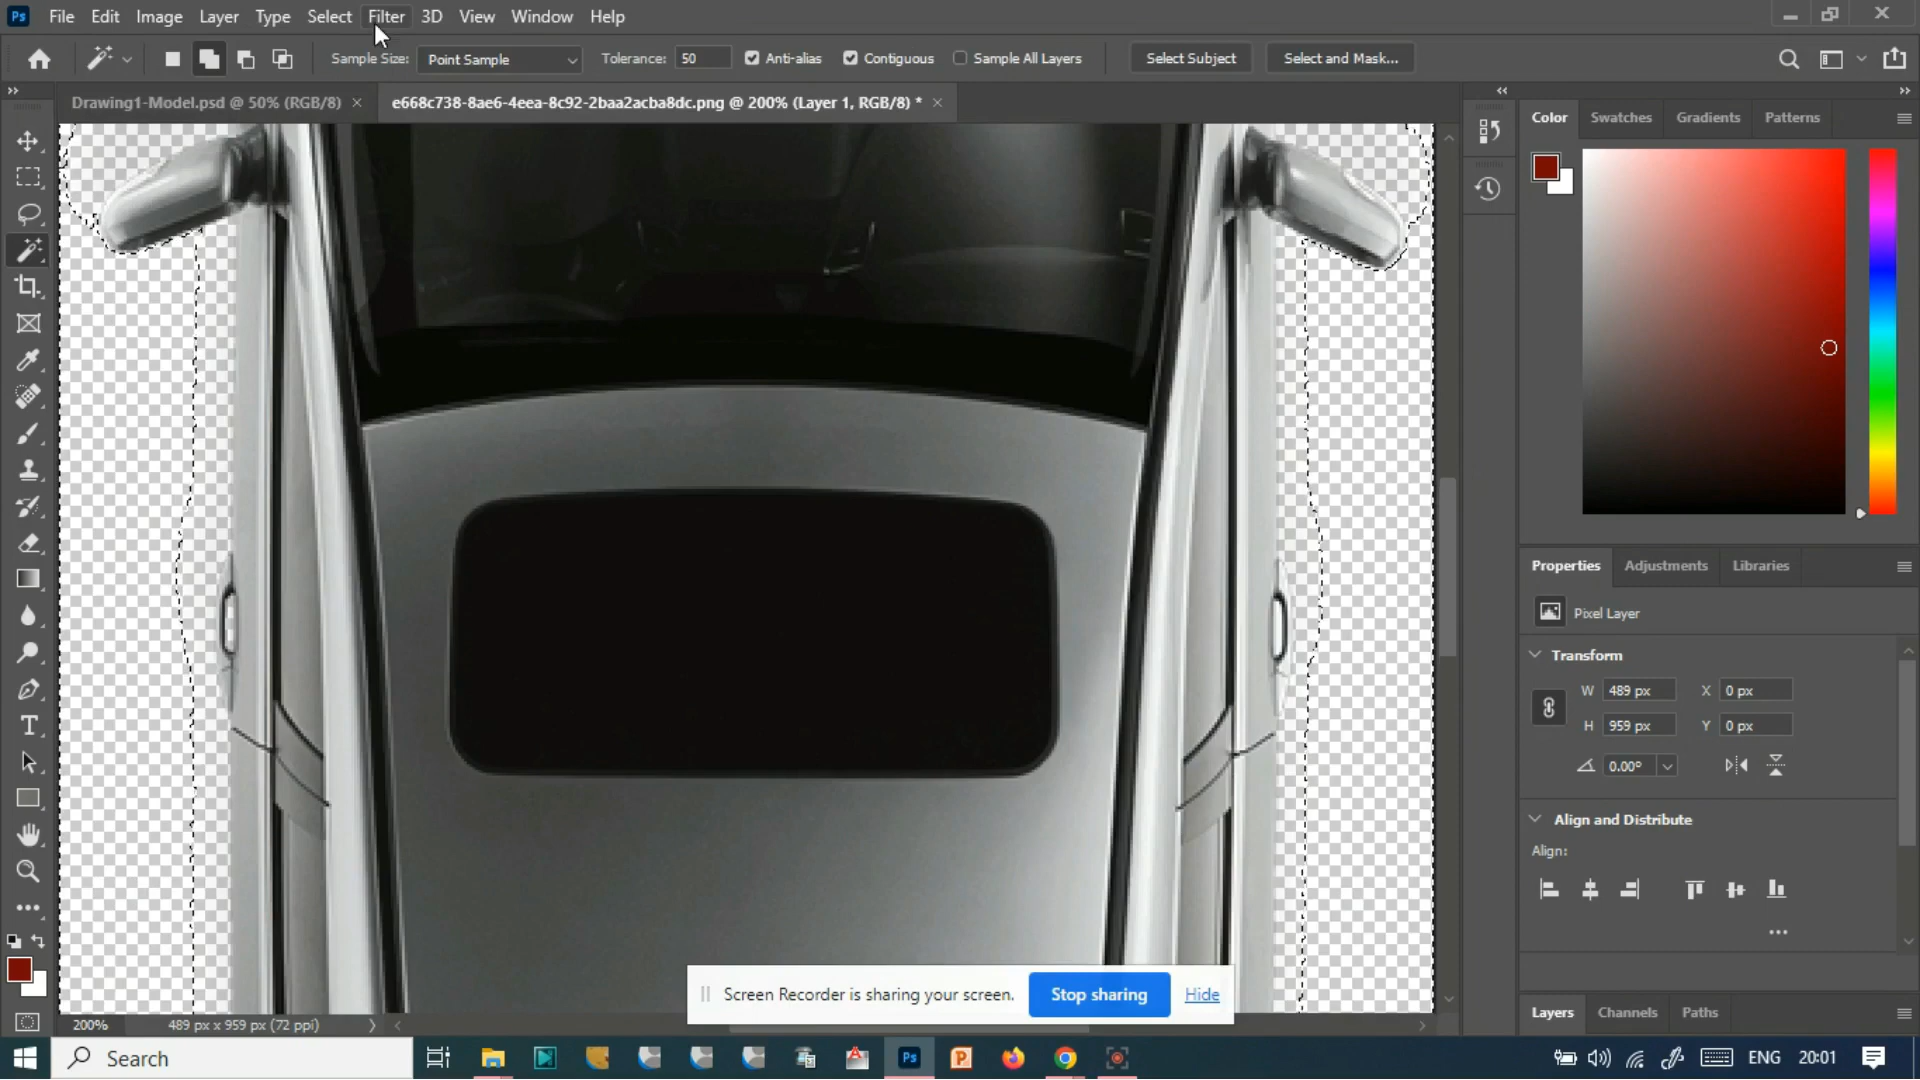 Ps File Edit Image Layer Type Select Filter 3D View Window Help
Sample Size: Point Sample Tolerance: 50 Anti-alias Contiguous Sample All Layers Select Subject Select and Mask...
Drawing1-Model.psd @ 50% (RGB/8) × e668c738-8ae6-4eea-8c92-2baa2acba8dc.png @ 200% (Layer 1, RGB/8) * ×
Color Swatches Gradients Patterns
Properties Adjustments Libraries
Pixel Layer
Transform
W 489 px X 0 px
H 959 px Y 0 px
0.00°
Align and Distribute
Align:
Screen Recorder is sharing your screen. Stop sharing Hide
Layers Channels Paths
200% 489 px x 959 px (72 ppi)
Search
Ps
ENG 20:01